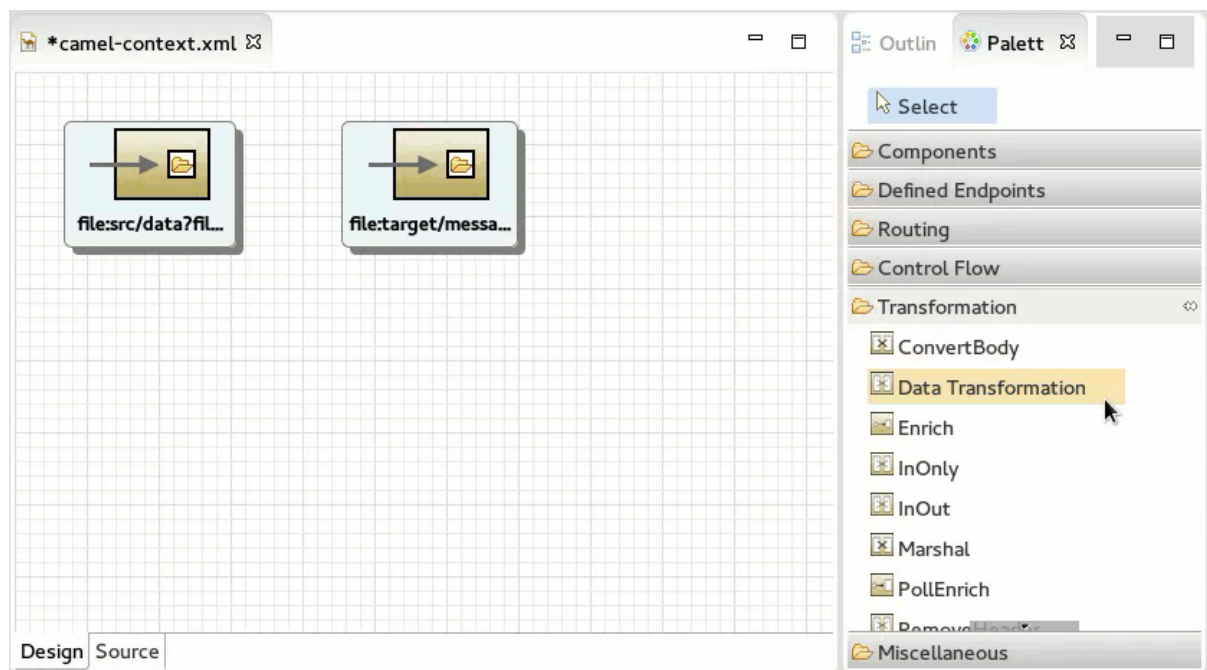 *camel-context.xml
Outlin
Palett
Select
Components
Defined Endpoints
Routing
Control Flow
Transformation
ConvertBody
Data Transformation
Enrich
InOnly
InOut
Marshal
PollEnrich
RemoveHeader
Miscellaneous
file:src/data?fil...
file:target/messa...
Design Source